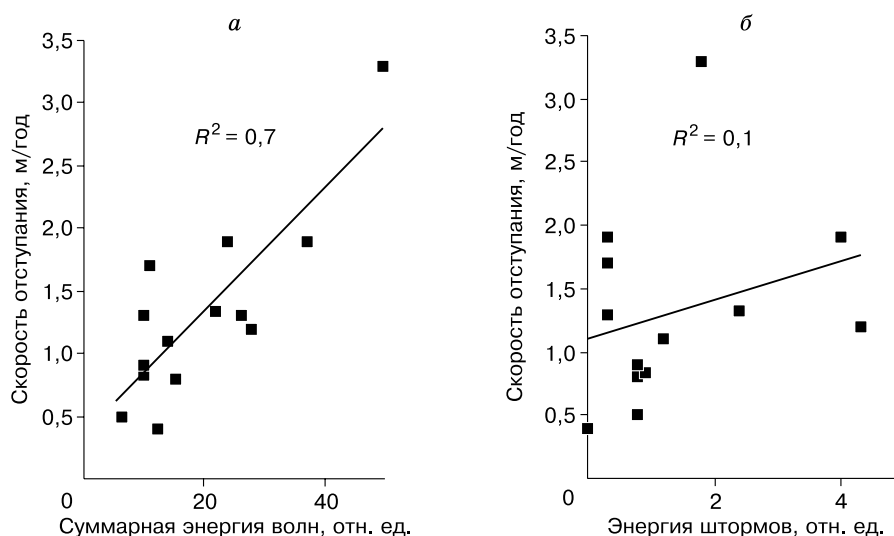 а
Скорость отступания, м/год
3,5
3,0
2,5
2,0
1,5
1,0
0,5
0
20
40
R² = 0,7
Суммарная энергия волн, отн. ед.
б
Скорость отступания, м/год
3,5
3,0
2,5
2,0
1,5
1,0
0,5
0
2
4
R² = 0,1
Энергия штормов, отн. ед.